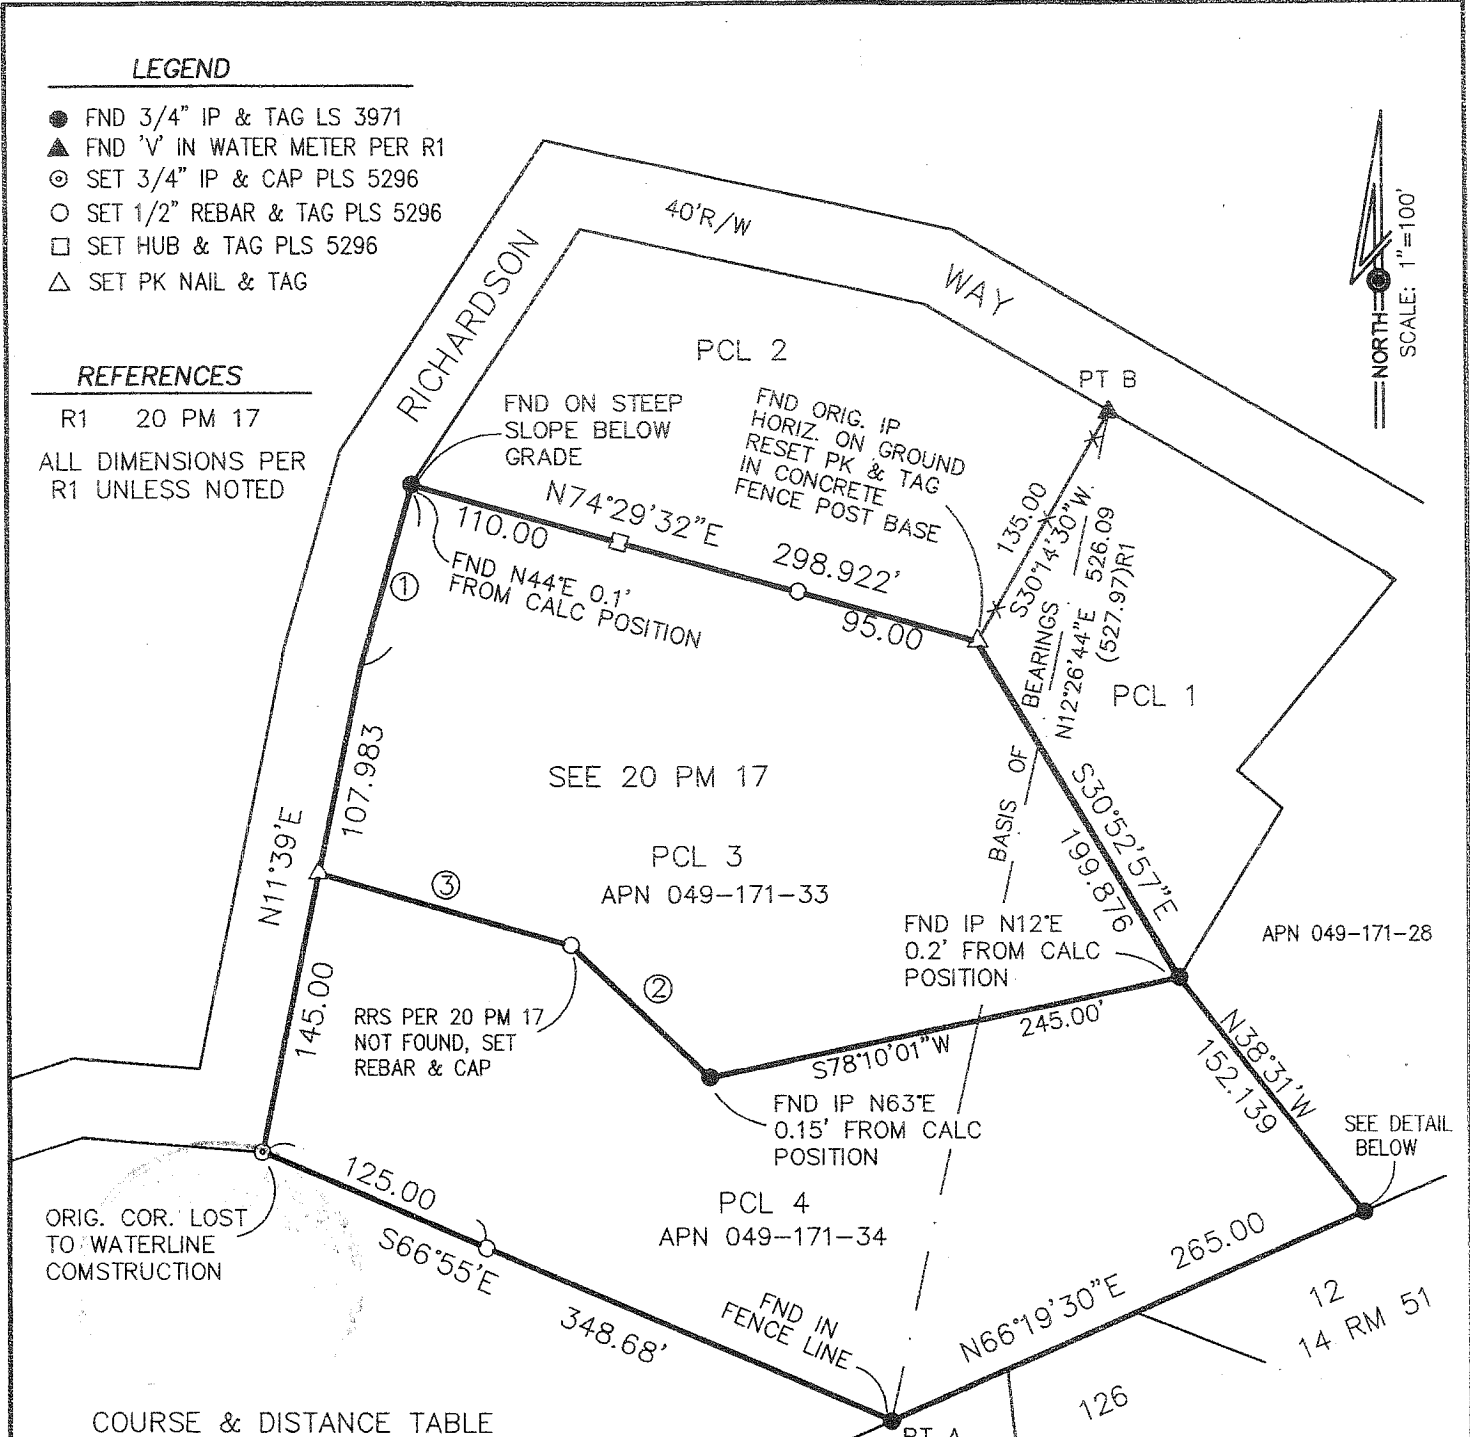 LEGEND
FND 3/4" IP & TAG LS 3971
FND 'V' IN WATER METER PER R1
SET 3/4" IP & CAP PLS 5296
SET 1/2" REBAR & TAG PLS 5296
SET HUB & TAG PLS 5296
SET PK NAIL & TAG
REFERENCES
R1 20 PM 17
ALL DIMENSIONS PER
R1 UNLESS NOTED
NORTH
SCALE: 1"=100'
40'R/W
RICHARDSON
WAY
PCL 2
PT B
FND ON STEEP
SLOPE BELOW
GRADE
FND ORIG. IP
HORIZ. ON GROUND
RESET PK & TAG
IN CONCRETE
FENCE POST BASE
N74°29'32"E
110.00
298.922'
95.00
FND N44°E 0.1'
FROM CALC POSITION
1
135.00
S30°14'30"W.
BASIS OF BEARINGS
N12°26'44"E 526.09
(527.97)R1
PCL 1
107.983
N11°39'E
SEE 20 PM 17
PCL 3
APN 049-171-33
S30°52'57"E
199.876
3
2
FND IP N12°E
0.2' FROM CALC
POSITION
APN 049-171-28
145.00
RRS PER 20 PM 17
NOT FOUND, SET
REBAR & CAP
S78°10'01"W
245.00'
N38°31'W
152.139
FND IP N63°E
0.15' FROM CALC
POSITION
SEE DETAIL
BELOW
ORIG. COR. LOST
TO WATERLINE
COMSTRUCTION
125.00
S66°55'E
348.68'
PCL 4
APN 049-171-34
FND IN
FENCE LINE
N66°19'30"E
265.00
12
14 RM 51
126
PT A
COURSE & DISTANCE TABLE